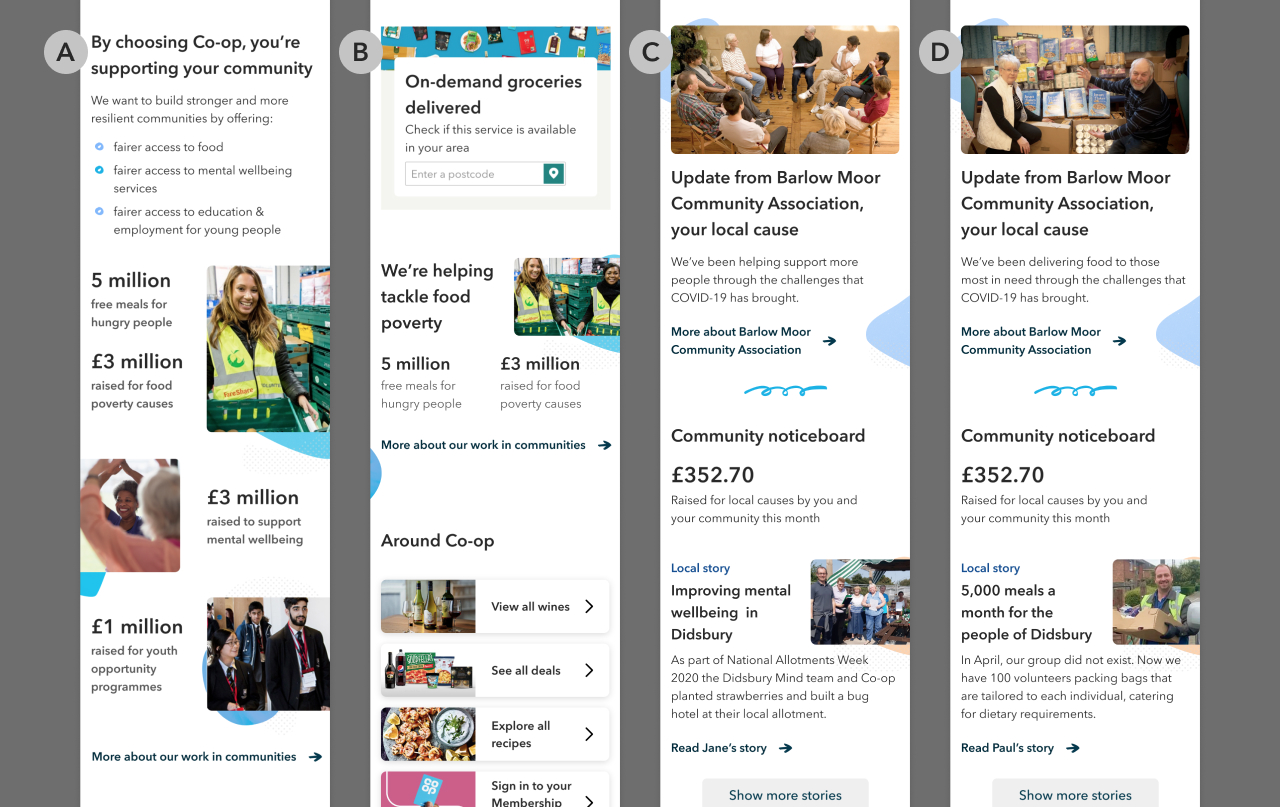 A
By choosing Co-op, you’re
supporting your community
We want to build stronger and more
resilient communities by offering:
fairer access to food
fairer access to mental wellbeing
services
fairer access to education &
employment for young people
5 million
free meals for
hungry people
£3 million
raised for food
poverty causes
FareShare
£3 million
raised to support
mental wellbeing
£1 million
raised for youth
opportunity
programmes
More about our work in communities
B
On-demand groceries
delivered
Check if this service is available
in your area
Enter a postcode
We’re helping
tackle food
poverty
5 million
free meals for
hungry people
£3 million
raised for food
poverty causes
More about our work in communities
Around Co-op
View all wines
See all deals
Explore all
recipes
co
op
Sign in to your
Membership
C
Update from Barlow Moor
Community Association,
your local cause
We’ve been helping support more
people through the challenges that
COVID-19 has brought.
More about Barlow Moor
Community Association
Community noticeboard
£352.70
Raised for local causes by you and
your community this month
Local story
Improving mental
wellbeing in
Didsbury
As part of National Allotments Week
2020 the Didsbury Mind team and Co-op
planted strawberries and built a bug
hotel at their local allotment.
Read Jane’s story
Show more stories
D
Update from Barlow Moor
Community Association,
your local cause
We’ve been delivering food to those
most in need through the challenges that
COVID-19 has brought.
More about Barlow Moor
Community Association
Community noticeboard
£352.70
Raised for local causes by you and
your community this month
Local story
5,000 meals a
month for the
people of Didsbury
In April, our group did not exist. Now we
have 100 volunteers packing bags that
are tailored to each individual, catering
for dietary requirements.
Read Paul’s story
Show more stories